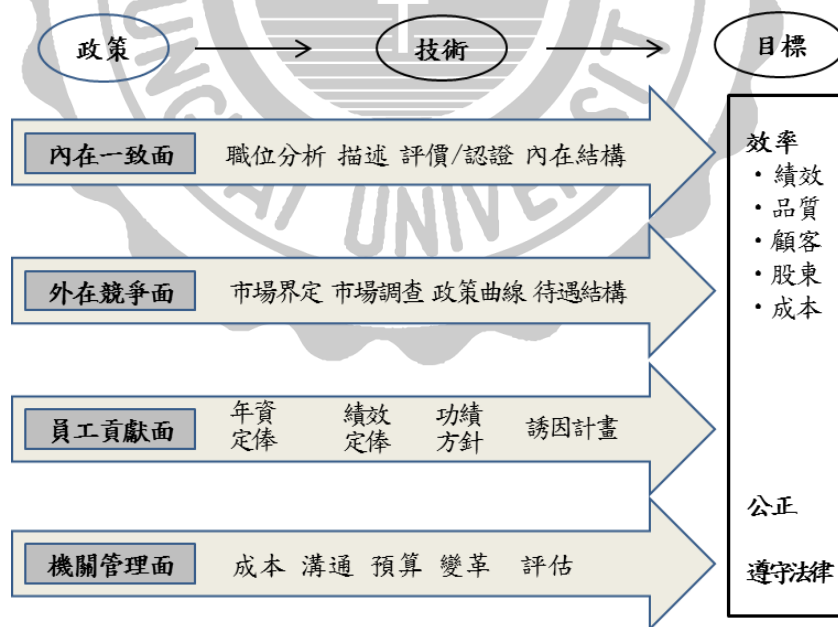 政策 技術 目標
內在一致面 職位分析 描述 評價/認證 內在結構
外在競爭面 市場界定 市場調查 政策曲線 待遇結構
員工貢獻面
年資 績效 功績 誘因計畫
定俸 定俸 方針
機關管理面 成本 溝通 預算 變革 評估
效率
・績效
・品質
・顧客
・股東
・成本
公正
遵守法律
UNIVERSITY